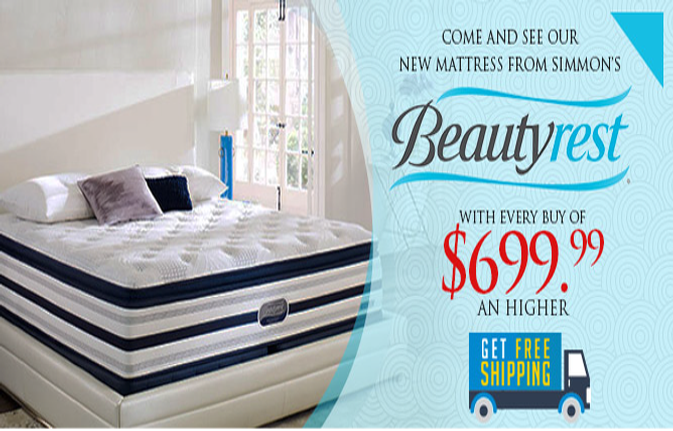 COME AND SEE OUR
NEW MATTRESS FROM SIMMON'S
Beautyrest
WITH EVERY BUY OF
$699.99
AN HIGHER
GET FREE
SHIPPING